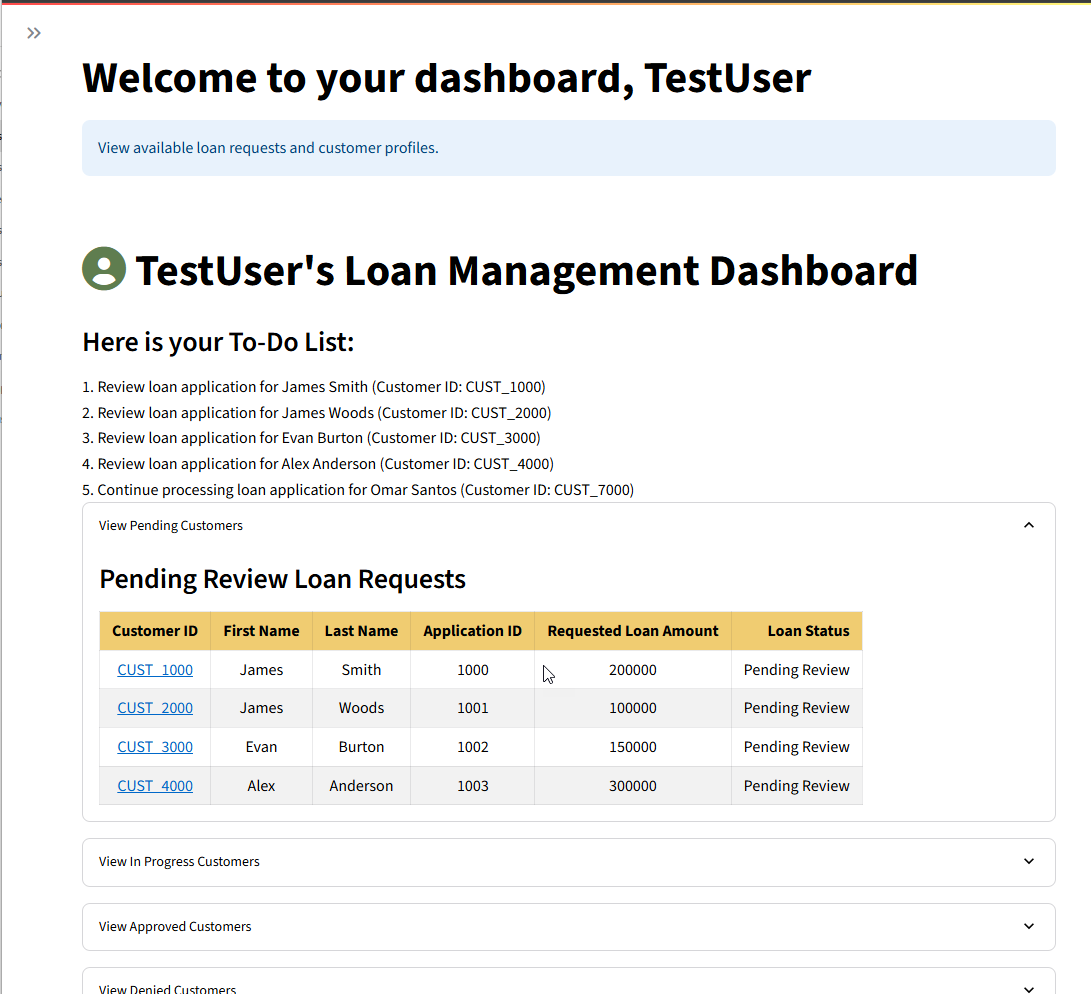 Welcome to your dashboard, TestUser
View available loan requests and customer profiles.
TestUser's Loan Management Dashboard
Here is your To-Do List:
1. Review loan application for James Smith (Customer ID: CUST_1000)
2. Review loan application for James Woods (Customer ID: CUST_2000)
3. Review loan application for Evan Burton (Customer ID: CUST_3000)
4. Review loan application for Alex Anderson (Customer ID: CUST_4000)
5. Continue processing loan application for Omar Santos (Customer ID: CUST_7000)
View Pending Customers
Pending Review Loan Requests
Customer ID First Name Last Name Application ID Requested Loan Amount Loan Status
CUST_1000 James Smith 1000 200000 Pending Review
CUST_2000 James Woods 1001 100000 Pending Review
CUST_3000 Evan Burton 1002 150000 Pending Review
CUST_4000 Alex Anderson 1003 300000 Pending Review
View In Progress Customers
View Approved Customers
View Denied Customers